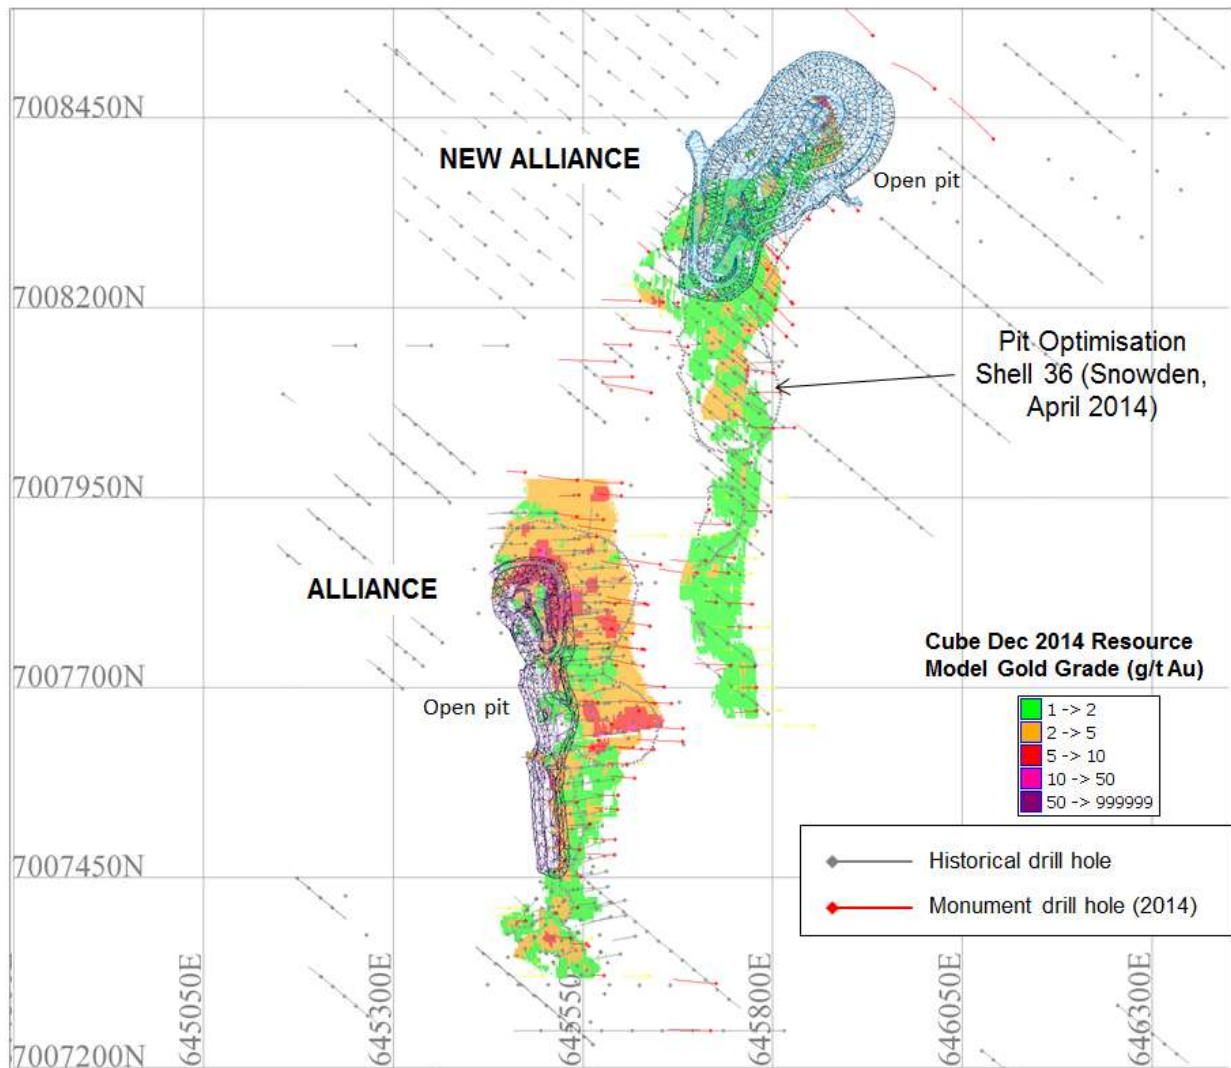 7008450N
NEW ALLIANCE
Open pit
7008200N
Pit Optimisation
Shell 36 (Snowden,
April 2014)
7007950N
ALLIANCE
Cube Dec 2014 Resource
Model Gold Grade (g/t Au)
7007700N
Open pit
1 -> 2
2 -> 5
5 -> 10
10 -> 50
50 -> 999999
Historical drill hole
7007450N
Monument drill hole (2014)
645050E
645300E
645550
645800E
646050E
646300E
7007200N